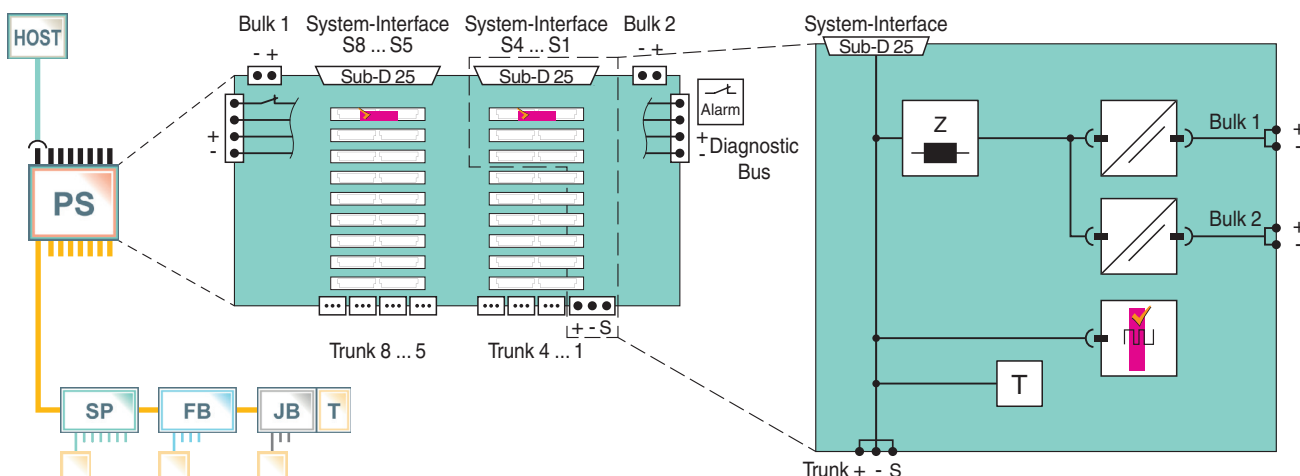 HOST
PS
SP
FB
JB
T
Bulk 1
- +
System-Interface
S8 ... S5
Sub-D 25
System-Interface
S4 ... S1
Sub-D 25
Bulk 2
- +
+
-
Alarm
+
-
Diagnostic
Bus
Trunk 8 ... 5
Trunk 4 ... 1
+ - S
System-Interface
Sub-D 25
Z
Bulk 1
+
-
Bulk 2
+
-
T
Trunk + - S